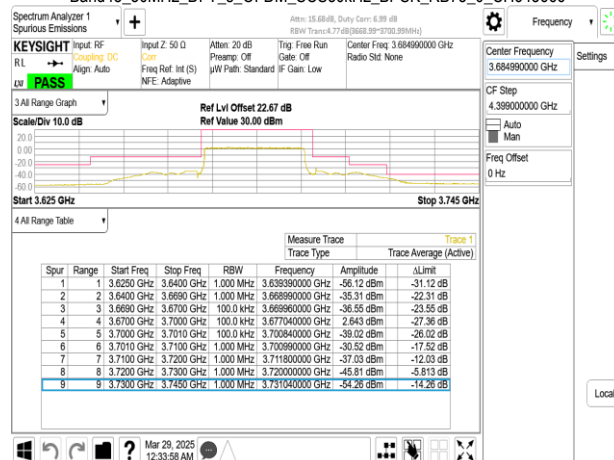 Spectrum Analyzer 1
Spurious Emissions
Attn: 15.68dB, Duty Corr: 6.99 dB
RBW Trans:4.77dB(3668.99~3700.99MHz)
Frequency
KEYSIGHT Input: RF Input Z: 50 Ω Atten: 20 dB Trig: Free Run Center Freq: 3.684990000 GHz
RL Coupling: DC Corr Preamp: Off Gate: Off Radio Std: None
Align: Auto Freq Ref: Int (S) µW Path: Standard IF Gain: Low
PASS NFE: Adaptive
Center Frequency
3.684990000 GHz
Settings
CF Step
4.399000000 GHz
Auto
Man
Freq Offset
0 Hz
3 All Range Graph
Scale/Div 10.0 dB
Ref Lvl Offset 22.67 dB
Ref Value 30.00 dBm
20.0
0.00
-20.0
-40.0
-60.0
Start 3.625 GHz Stop 3.745 GHz
4 All Range Table
Measure Trace Trace 1
Trace Type Trace Average (Active)
Spur Range Start Freq Stop Freq RBW Frequency Amplitude ΔLimit
1 1 3.6250 GHz 3.6400 GHz 1.000 MHz 3.639390000 GHz -56.12 dBm -31.12 dB
2 2 3.6400 GHz 3.6690 GHz 1.000 MHz 3.668990000 GHz -35.31 dBm -22.31 dB
3 3 3.6690 GHz 3.6700 GHz 100.0 kHz 3.669960000 GHz -36.55 dBm -23.55 dB
4 4 3.6700 GHz 3.7000 GHz 100.0 kHz 3.677040000 GHz 2.643 dBm -27.36 dB
5 5 3.7000 GHz 3.7010 GHz 100.0 kHz 3.700840000 GHz -39.02 dBm -26.02 dB
6 6 3.7010 GHz 3.7100 GHz 1.000 MHz 3.700990000 GHz -30.52 dBm -17.52 dB
7 7 3.7100 GHz 3.7200 GHz 1.000 MHz 3.711800000 GHz -37.03 dBm -12.03 dB
8 8 3.7200 GHz 3.7300 GHz 1.000 MHz 3.720000000 GHz -45.81 dBm -5.813 dB
9 9 3.7300 GHz 3.7450 GHz 1.000 MHz 3.731040000 GHz -54.26 dBm -14.26 dB
Local
Mar 29, 2025
12:33:58 AM